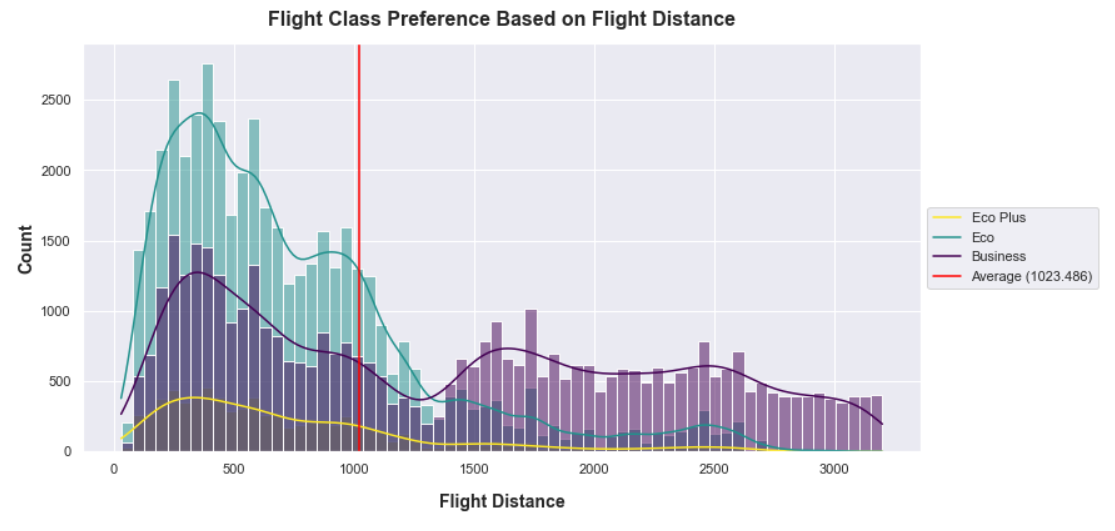 Flight Class Preference Based on Flight Distance
Count
2500
2000
1500
1000
500
0
0 500 1000 1500 2000 2500 3000
Flight Distance
Eco Plus
Eco
Business
Average (1023.486)